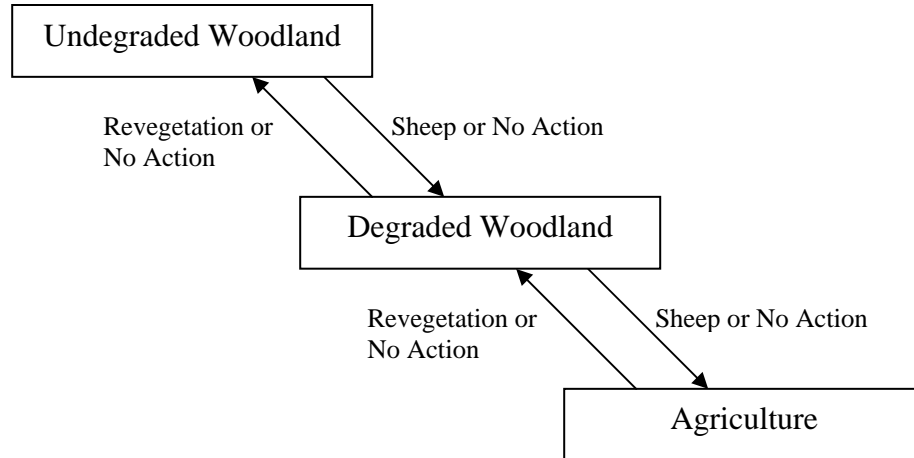 Undegraded Woodland
Revegetation or
No Action
Sheep or No Action
Degraded Woodland
Revegetation or
No Action
Sheep or No Action
Agriculture